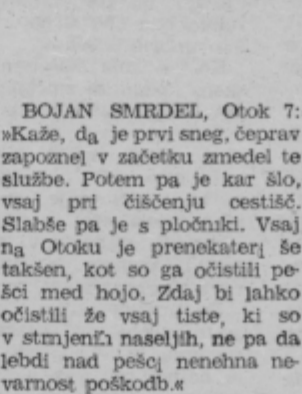 BOJAN SMRDEL, Otok 7:
»Kaže, da je prvi sneg, čeprav
zapoznel v začetku zmedel te
službe. Potem pa je kar šlo,
vsaj pri čiščenju cestišč.
Slabše pa je s pločniki. Vsaj
na Otoku je prenekateri še
takšen, kot so ga očistili pe-
šci med hojo. Zdaj bi lahko
očistili že vsaj tiste, ki so
v strnjenih naseljih, ne pa da
lebdi nad pešci nenehna ne-
varnost poškodb.«